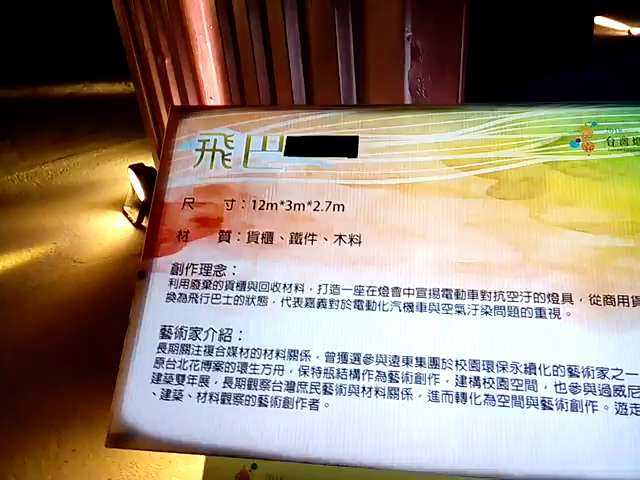 飛巴
2018
台灣燈
尺 寸：12m*3m*2.7m
材 質：貨櫃、鐵件、木料
創作理念：
利用廢棄的貨櫃與回收材料，打造一座在燈會中宣揚電動車對抗空汙的燈具，從商用貨
換為飛行巴士的狀態，代表嘉義對於電動化汽機車與空氣汙染問題的重視。
藝術家介紹：
長期關注複合媒材的材料關係，曾獲選參與遠東集團於校園環保永續化的藝術家之一
原台北花博案的環生方舟，保特瓶結構作為藝術創作，建構校園空間，也參與過威尼
建築雙年展，長期觀察台灣庶民藝術與材料關係，進而轉化為空間與藝術創作。遊走
、建築、材料觀察的藝術創作者。
2018